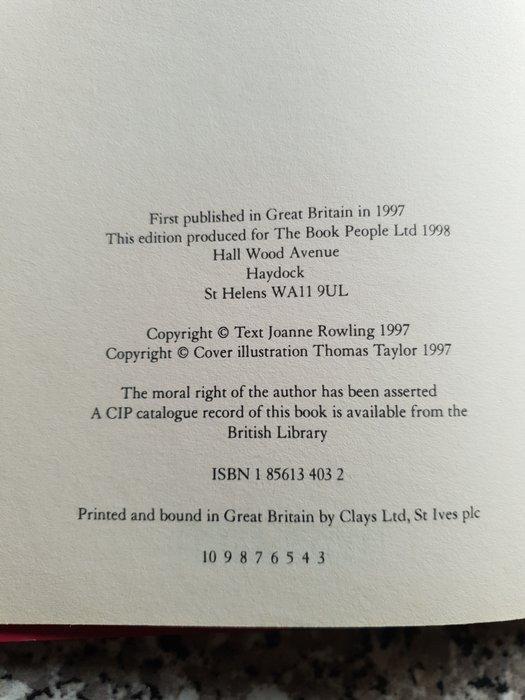 First published in Great Britain in 1997
This edition produced for The Book People Ltd 1998
Hall Wood Avenue
Haydock
St Helens WA11 9UL
Copyright © Text Joanne Rowling 1997
Copyright © Cover illustration Thomas Taylor 1997
The moral right of the author has been asserted
A CIP catalogue record of this book is available from the
British Library
ISBN 1 85613 403 2
Printed and bound in Great Britain by Clays Ltd, St Ives plc
10 9 8 7 6 5 4 3